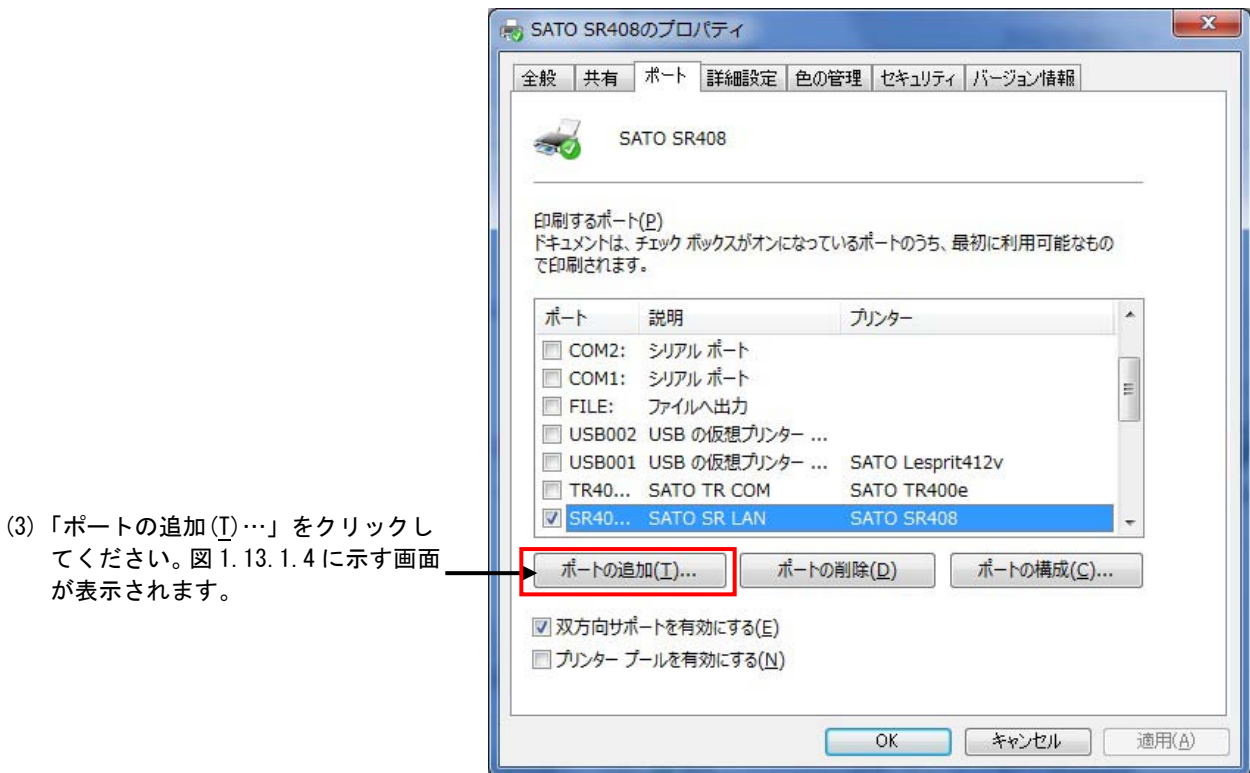 SATO SR408のプロパティ
全般 共有 ポート 詳細設定 色の管理 セキュリティ バージョン情報
SATO SR408
印刷するポート(P)
ドキュメントは、チェック ボックスがオンになっているポートのうち、最初に利用可能なもの
で印刷されます。
ポート 説明 プリンター
COM2: シリアル ポート
COM1: シリアル ポート
FILE: ファイルへ出力
USB002 USB の仮想プリンター ...
USB001 USB の仮想プリンター ... SATO Lesprit412v
TR40... SATO TR COM SATO TR400e
SR40... SATO SR LAN SATO SR408
(3) 「ポートの追加(T)…」をクリックし
てください。図 1.13.1.4 に示す画面
が表示されます。
ポートの追加(T)... ポートの削除(D) ポートの構成(C)...
双方向サポートを有効にする(E)
プリンター プールを有効にする(N)
OK キャンセル 適用(A)